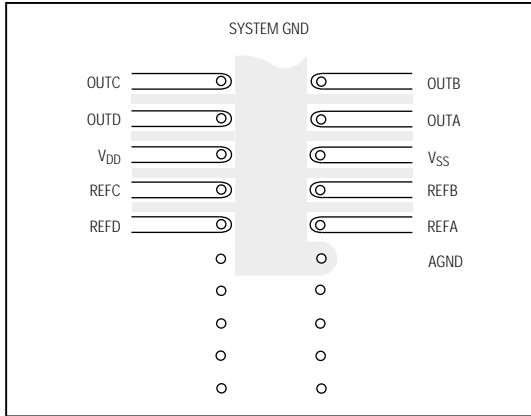 SYSTEM GND
OUTC
OUTB
OUTD
OUTA
VDD
VSS
REFC
REFB
REFD
REFA
AGND